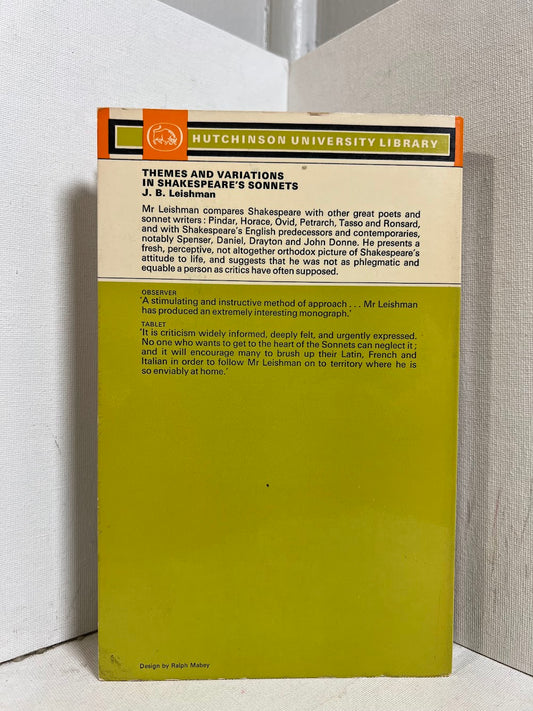 HUTCHINSON UNIVERSITY LIBRARY
THEMES AND VARIATIONS
IN SHAKESPEARE'S SONNETS
J. B. Leishman
Mr Leishman compares Shakespeare with other great poets and
sonnet writers: Pindar, Horace, Ovid, Petrarch, Tasso and Ronsard,
and with Shakespeare's English predecessors and contemporaries,
notably Spenser, Daniel, Drayton and John Donne. He presents a
fresh, perceptive, not altogether orthodox picture of Shakespeare's
attitude to life, and suggests that he was not as phlegmatic and
equable a person as critics have often supposed.
OBSERVER
'A stimulating and instructive method of approach . . . Mr Leishman
has produced an extremely interesting monograph.'
TABLET
'It is criticism widely informed, deeply felt, and urgently expressed.
No one who wants to get to the heart of the Sonnets can neglect it;
and it will encourage many to brush up their Latin, French and
Italian in order to follow Mr Leishman on to territory where he is
so enviably at home.'
Design by Ralph Mabey